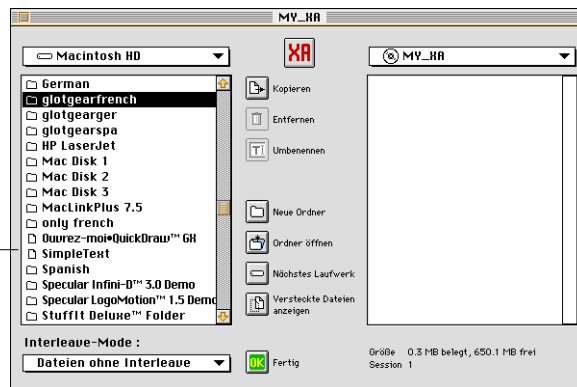 MY_XA
Macintosh HD
XA
MY_XA
German
glotgearfrench
glotgearger
glotgearspa
HP LaserJet
Mac Disk 1
Mac Disk 2
Mac Disk 3
MacLinkPlus 7.5
only french
Ouvrez-moi•QuickDraw™ GX
SimpleText
Spanish
Specular Infini-D™ 3.0 Demo
Specular LogoMotion™ 1.5 Demo
StuffIt Deluxe™ Folder
Kopieren
Entfernen
Umbenennen
Neue Ordner
Ordner öffnen
Nächstes Laufwerk
Versteckte Dateien
anzeigen
Interleave-Mode :
Dateien ohne Interleave
OK
Fertig
Größe 0.3 MB belegt, 650.1 MB frei
Session 1